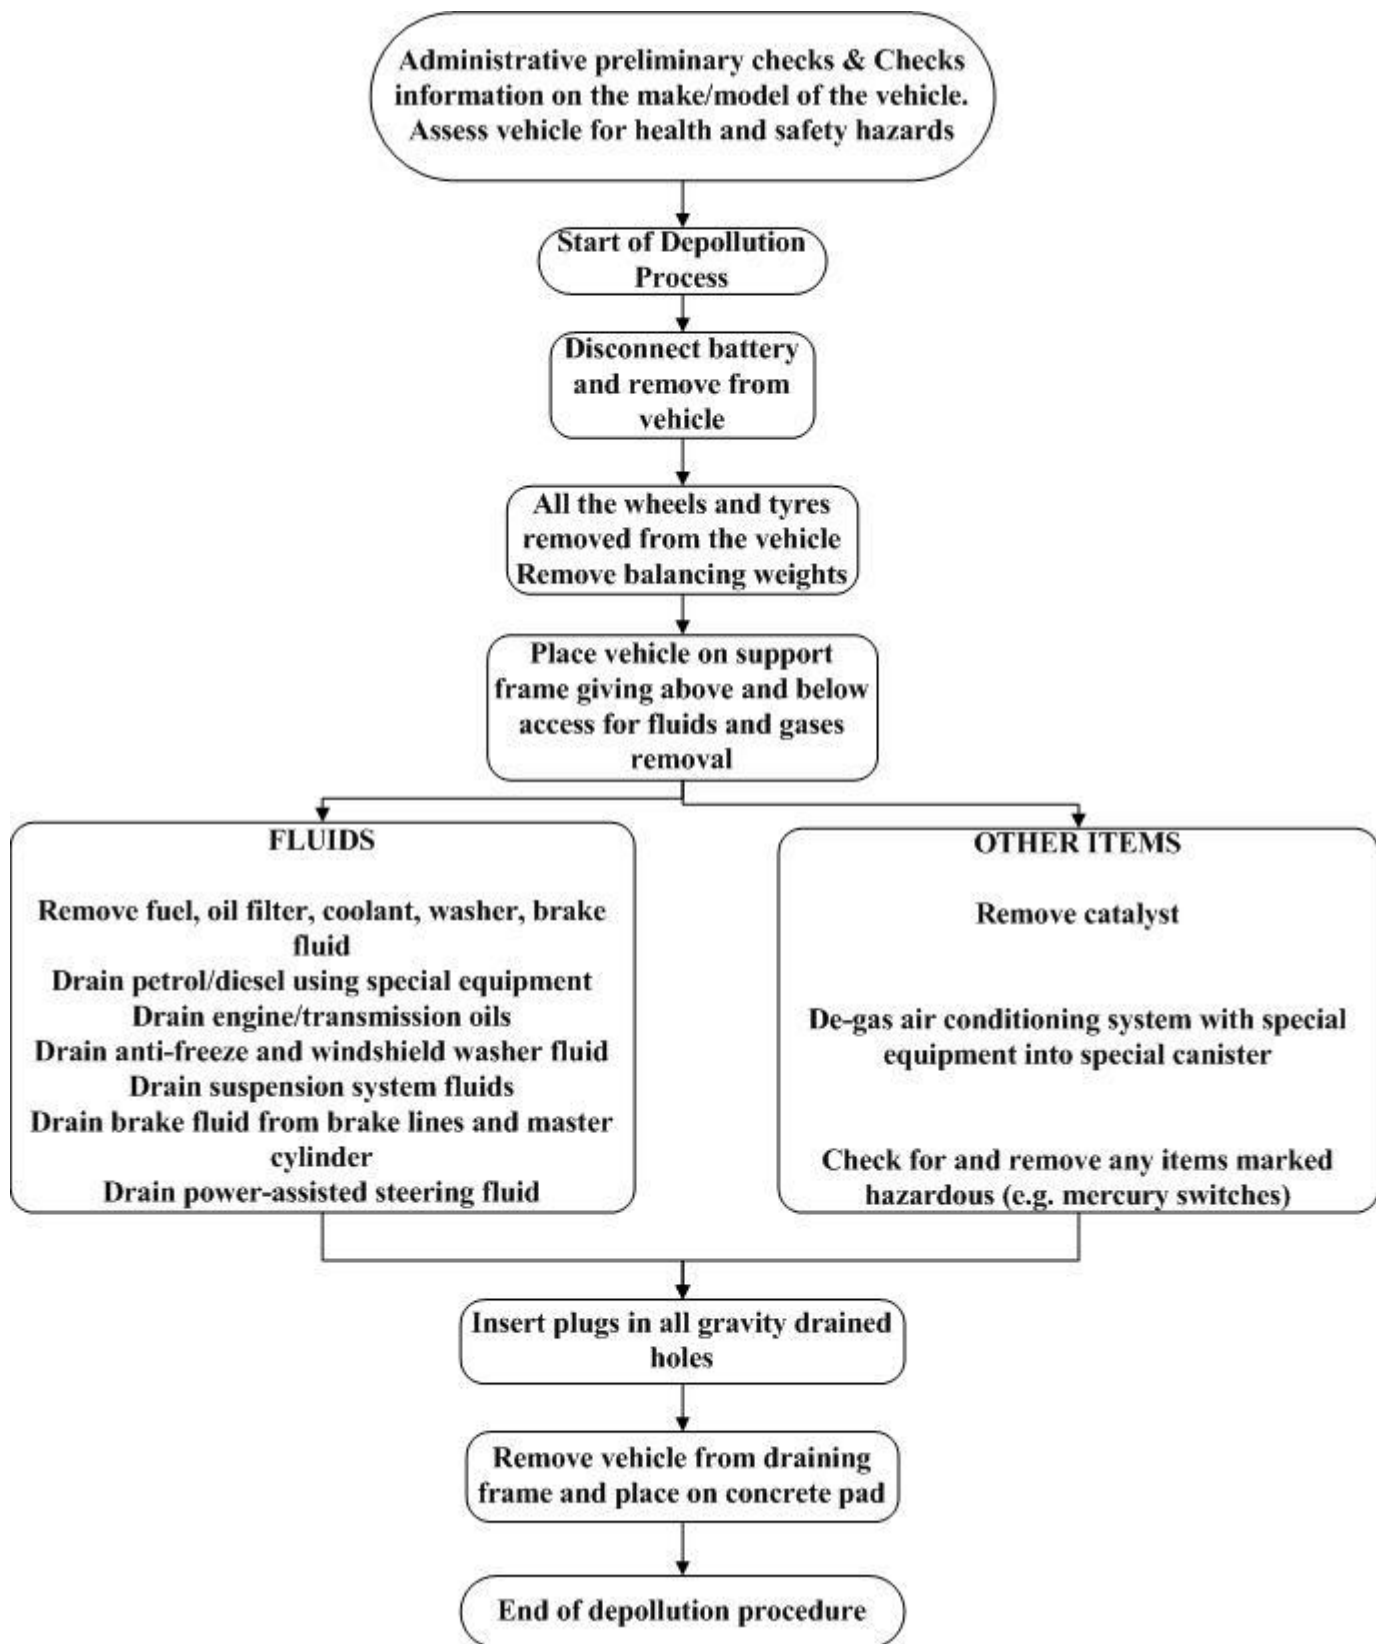 Administrative preliminary checks & Checks
information on the make/model of the vehicle.
Assess vehicle for health and safety hazards
Start of Depollution
Process
Disconnect battery
and remove from
vehicle
All the wheels and tyres
removed from the vehicle
Remove balancing weights
Place vehicle on support
frame giving above and below
access for fluids and gases
removal
FLUIDS
Remove fuel, oil filter, coolant, washer, brake
fluid
Drain petrol/diesel using special equipment
Drain engine/transmission oils
Drain anti-freeze and windshield washer fluid
Drain suspension system fluids
Drain brake fluid from brake lines and master
cylinder
Drain power-assisted steering fluid
OTHER ITEMS
Remove catalyst
De-gas air conditioning system with special
equipment into special canister
Check for and remove any items marked
hazardous (e.g. mercury switches)
Insert plugs in all gravity drained
holes
Remove vehicle from draining
frame and place on concrete pad
End of depollution procedure